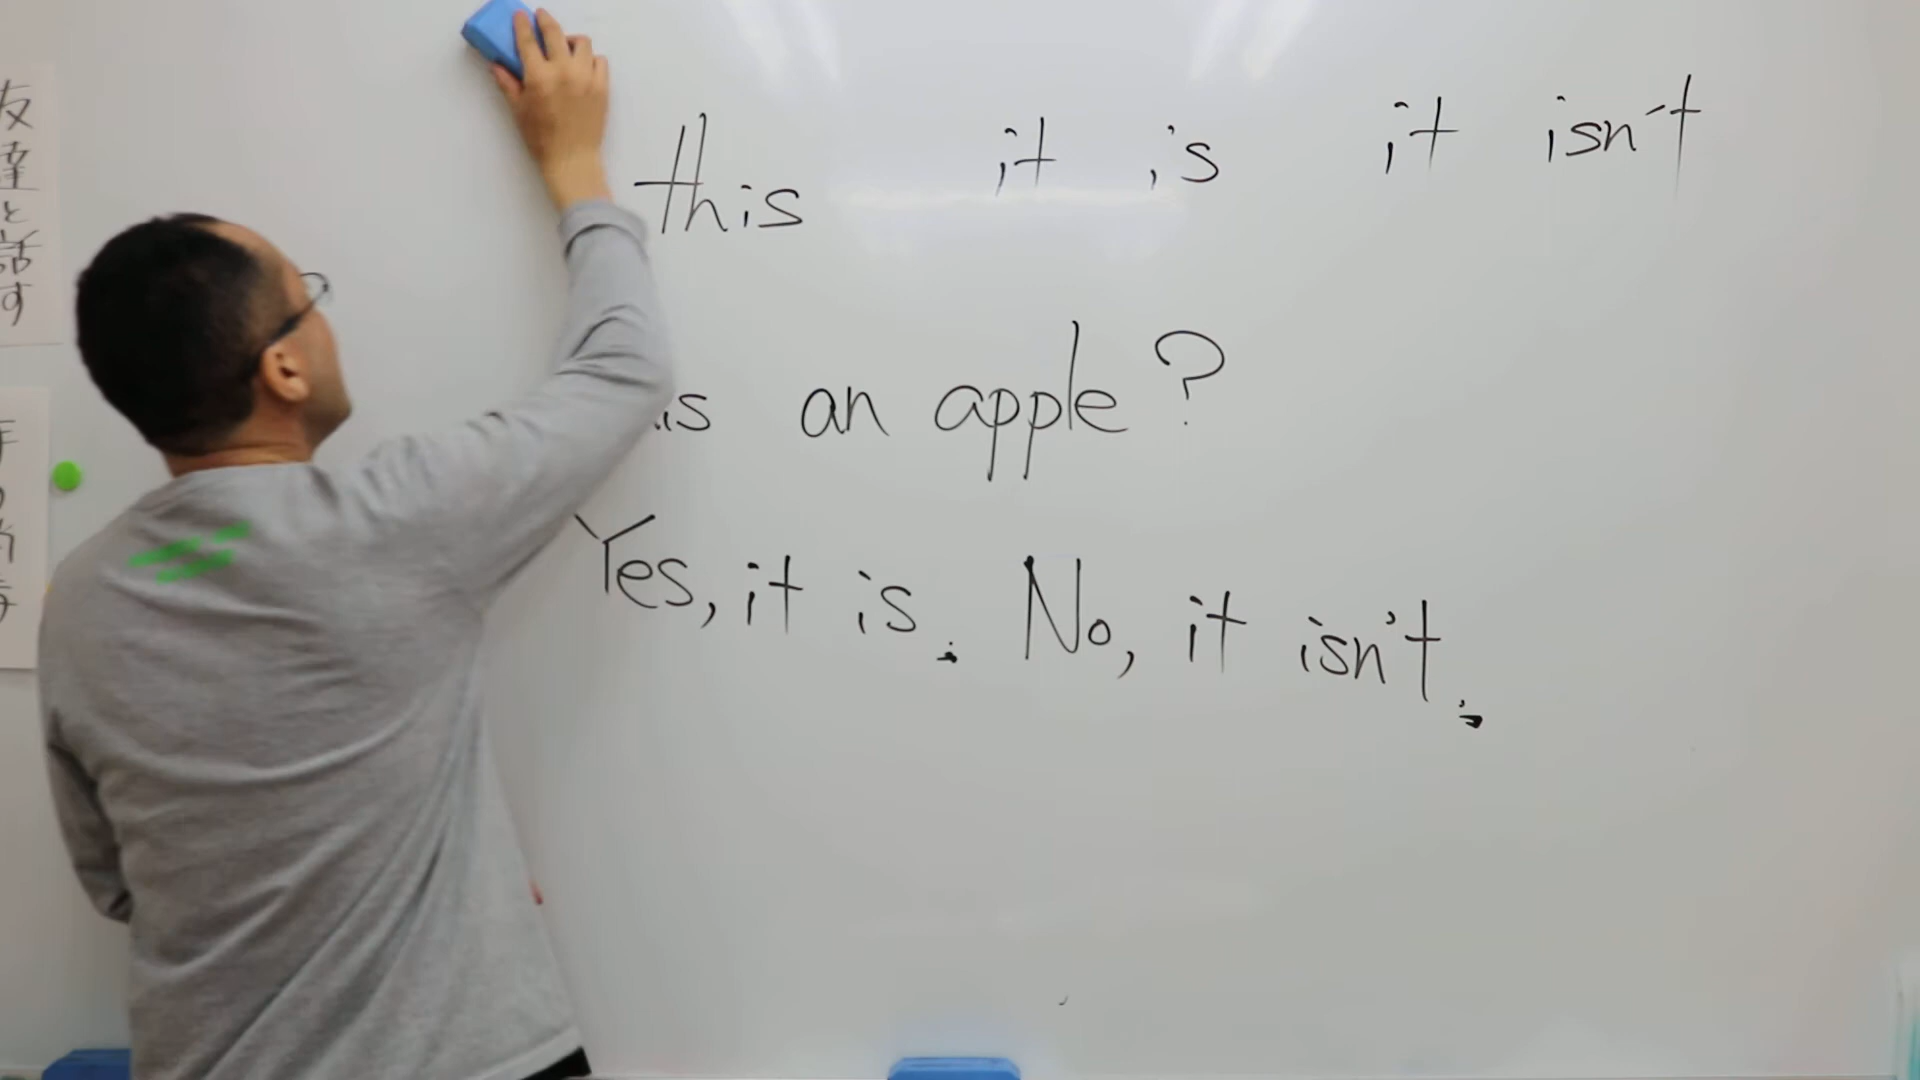 this it is it isn't
is an apple?
Yes, it is. No, it isn't.
友達と話す